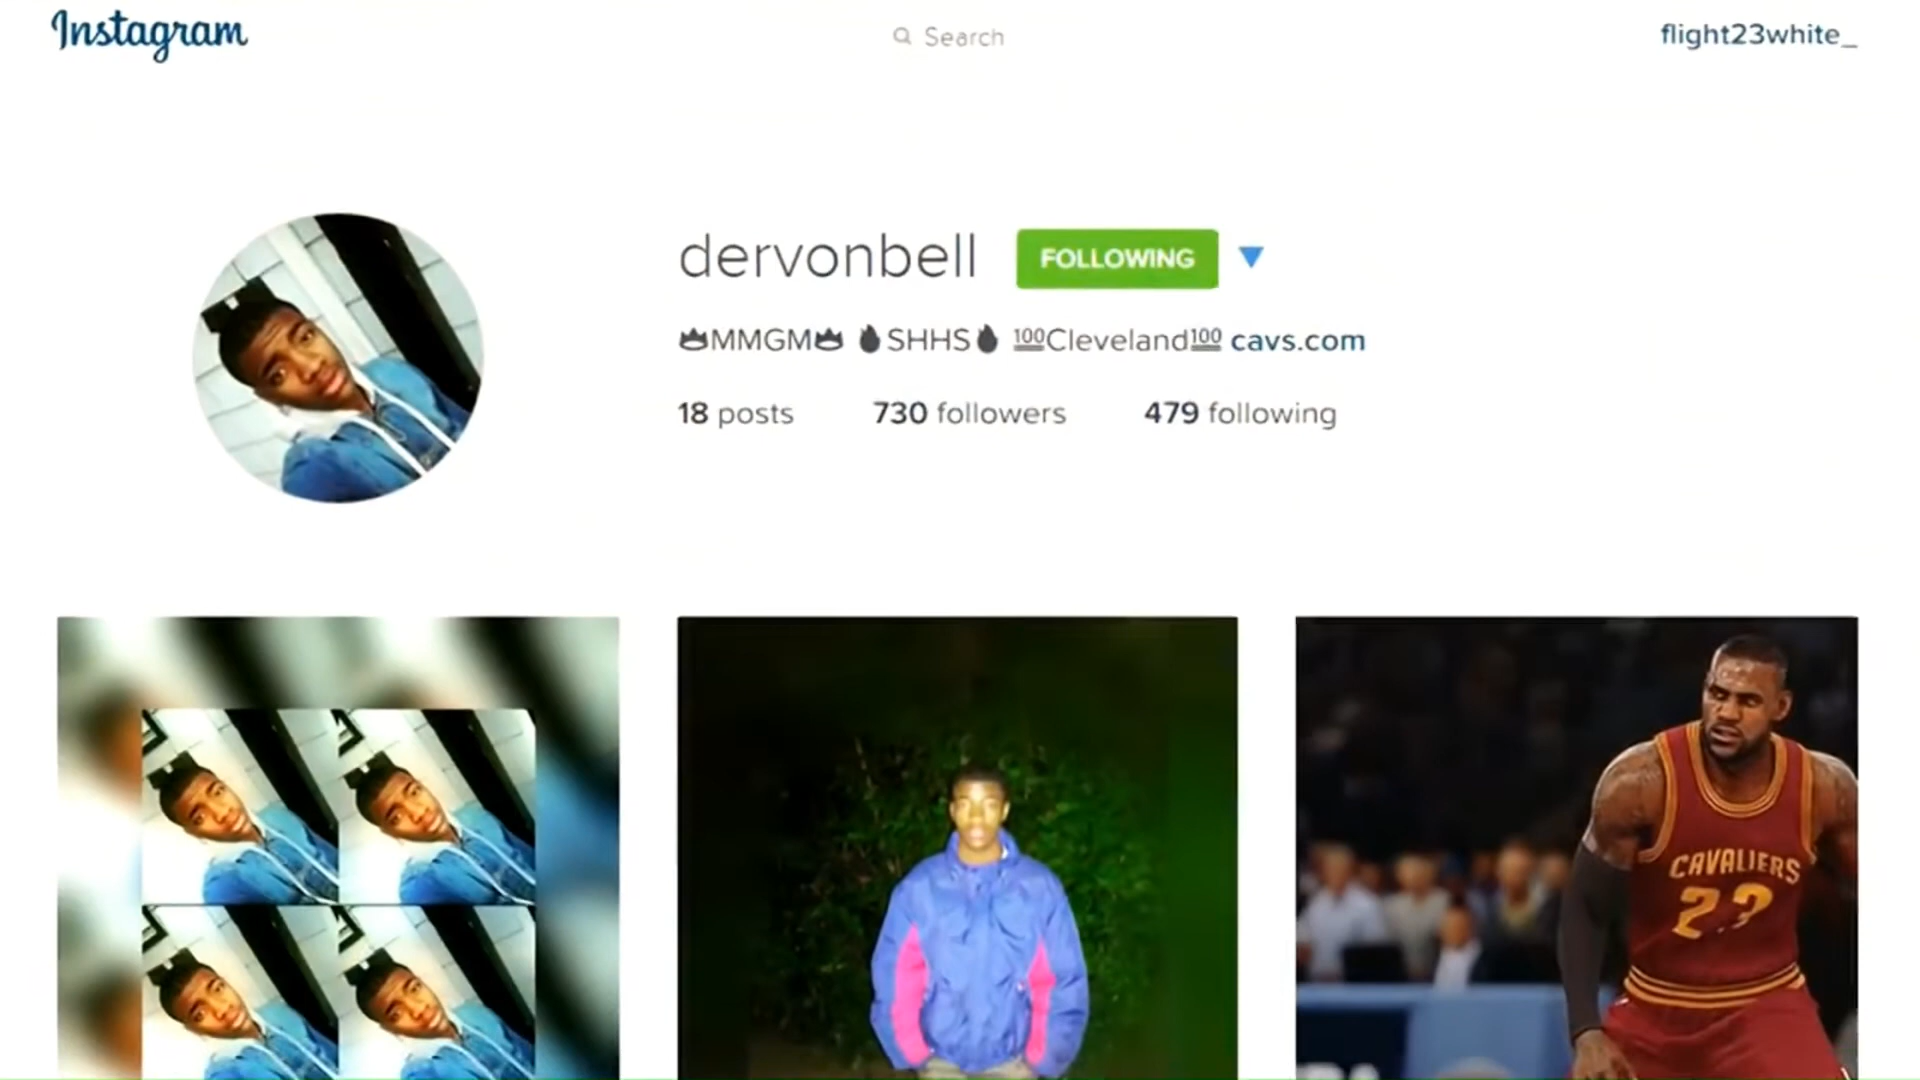 Instagram
Search
flight23white_
dervonbell
FOLLOWING
👑MMGM👑 🔥SHHS🔥 💯Cleveland💯 cavs.com
18 posts
730 followers
479 following
CAVALIERS